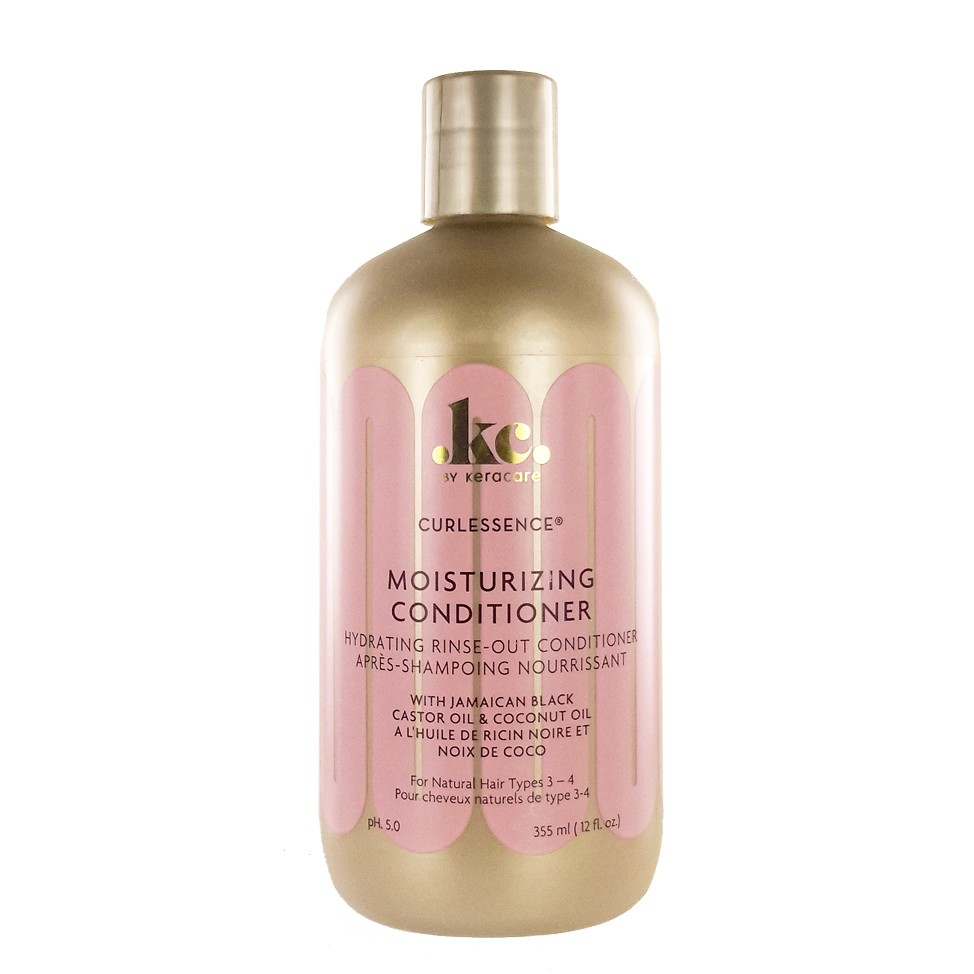 .kc.
BY keracare
CURLESSENCE®
MOISTURIZING
CONDITIONER
HYDRATING RINSE-OUT CONDITIONER
APRÈS-SHAMPOING NOURRISSANT
WITH JAMAICAN BLACK
CASTOR OIL & COCONUT OIL
A L'HUILE DE RICIN NOIRE ET
NOIX DE COCO
For Natural Hair Types 3 – 4
Pour cheveux naturels de type 3-4
pH. 5.0
355 ml ( 12 fl. oz.)